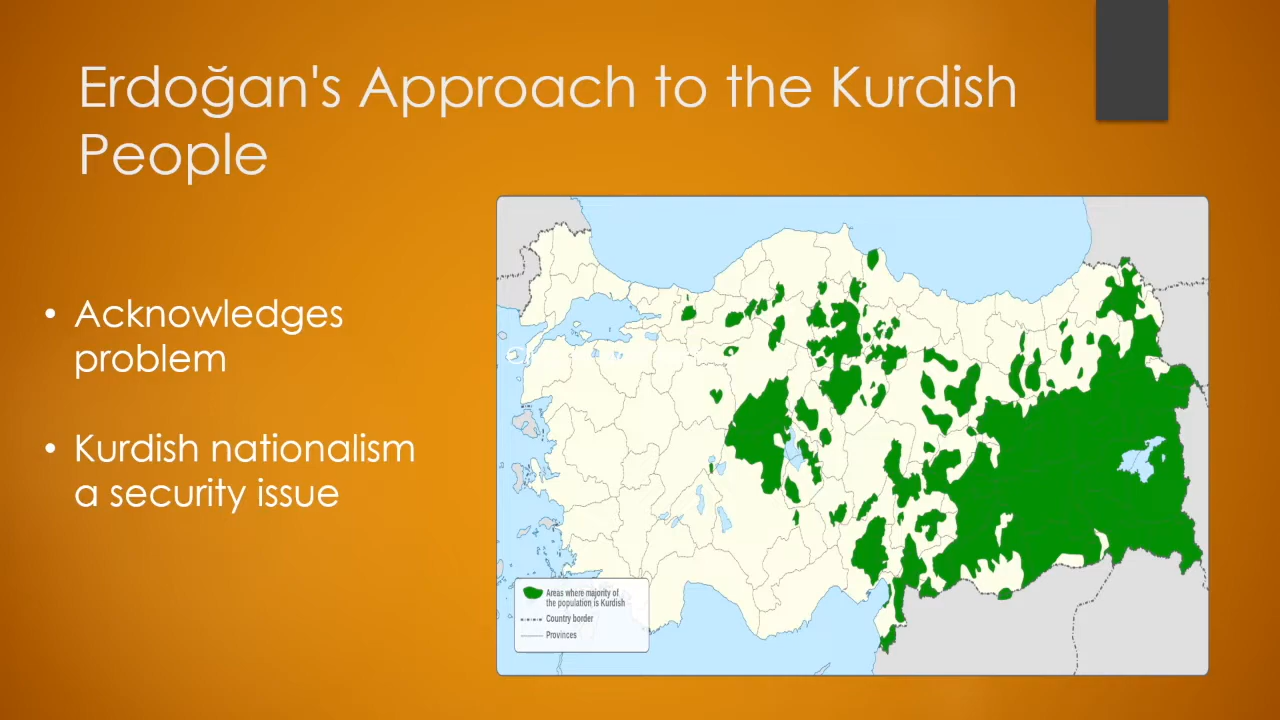 Erdoğan's Approach to the Kurdish
People
• Acknowledges
problem
• Kurdish nationalism
a security issue
Areas where majority of
the population is Kurdish
Country border
Provinces